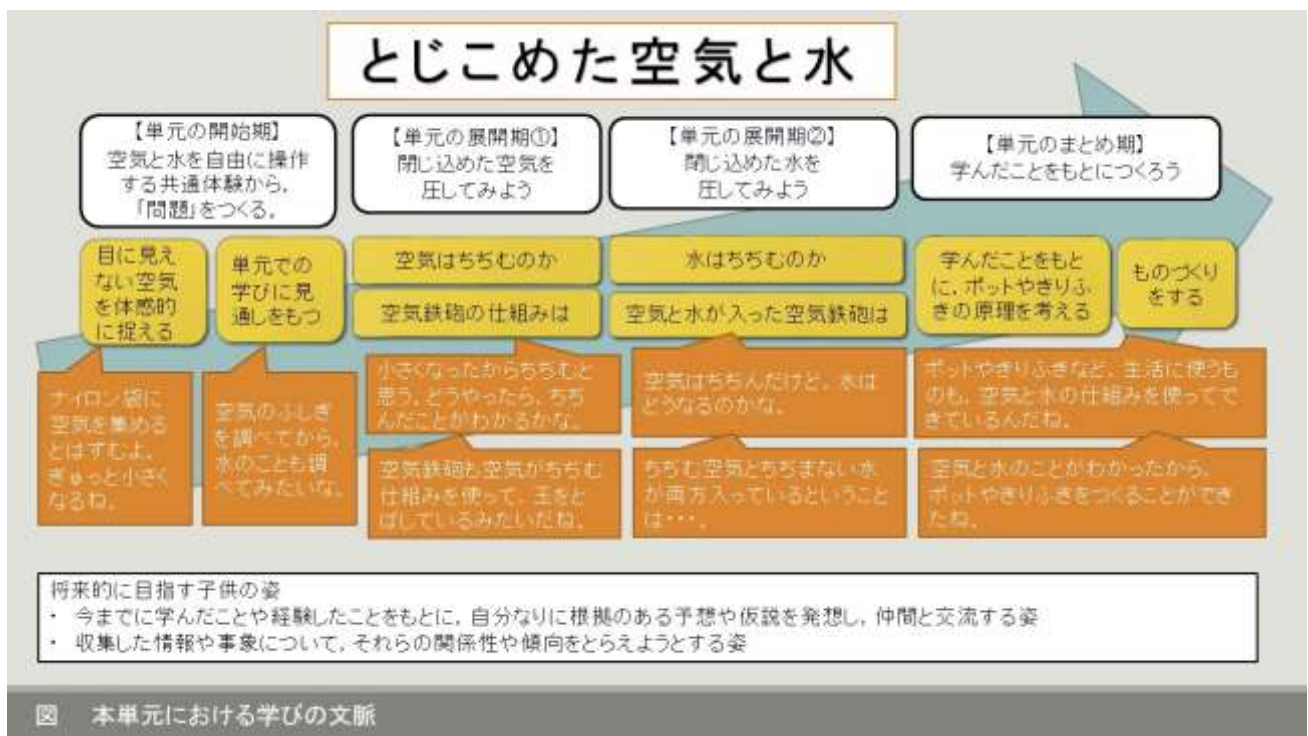 とじこめた空気と水
【単元の開始期】
空気と水を自由に操作
する共通体験から,
「問題」をつくる。
【単元の展開期①】
閉じ込めた空気を
圧してみよう
【単元の展開期②】
閉じ込めた水を
圧してみよう
【単元のまとめ期】
学んだことをもとにつくろう
目に見え
ない空気
を体感的
に捉える
単元での
学びに見
通しをもつ
空気はちぢむのか
空気鉄砲の仕組みは
水はちぢむのか
空気と水が入った空気鉄砲は
学んだことをもと
に、ポットやきりふ
きの原理を考える
ものづくり
をする
ナイロン袋に
空気を集める
とはずむよ。
ぎゅっと小さく
なるね。
空気のふしぎ
を調べてから、
水のことも調
べてみたいな。
小さくなったからちぢむと
思う。どうやったら、ちぢ
んだことがわかるかな。
空気鉄砲も空気がちぢむ
仕組みを使って、玉をと
ばしているみたいだね。
空気はちぢんだけど、水は
どうなるのかな。
ちぢむ空気とちぢまない水
が両方入っているということ
は・・・。
ポットやきりふきなど、生活に使うも
のも、空気と水の仕組みを使ってで
きているんだね。
空気と水のことがわかったから、
ポットやきりふきをつくることができ
たね。
将来的に目指す子供の姿
・ 今までに学んだことや経験したことをもとに,自分なりに根拠のある予想や仮説を発想し,仲間と交流する姿
・ 収集した情報や事象について,それらの関係性や傾向をとらえようとする姿
図 本単元における学びの文脈